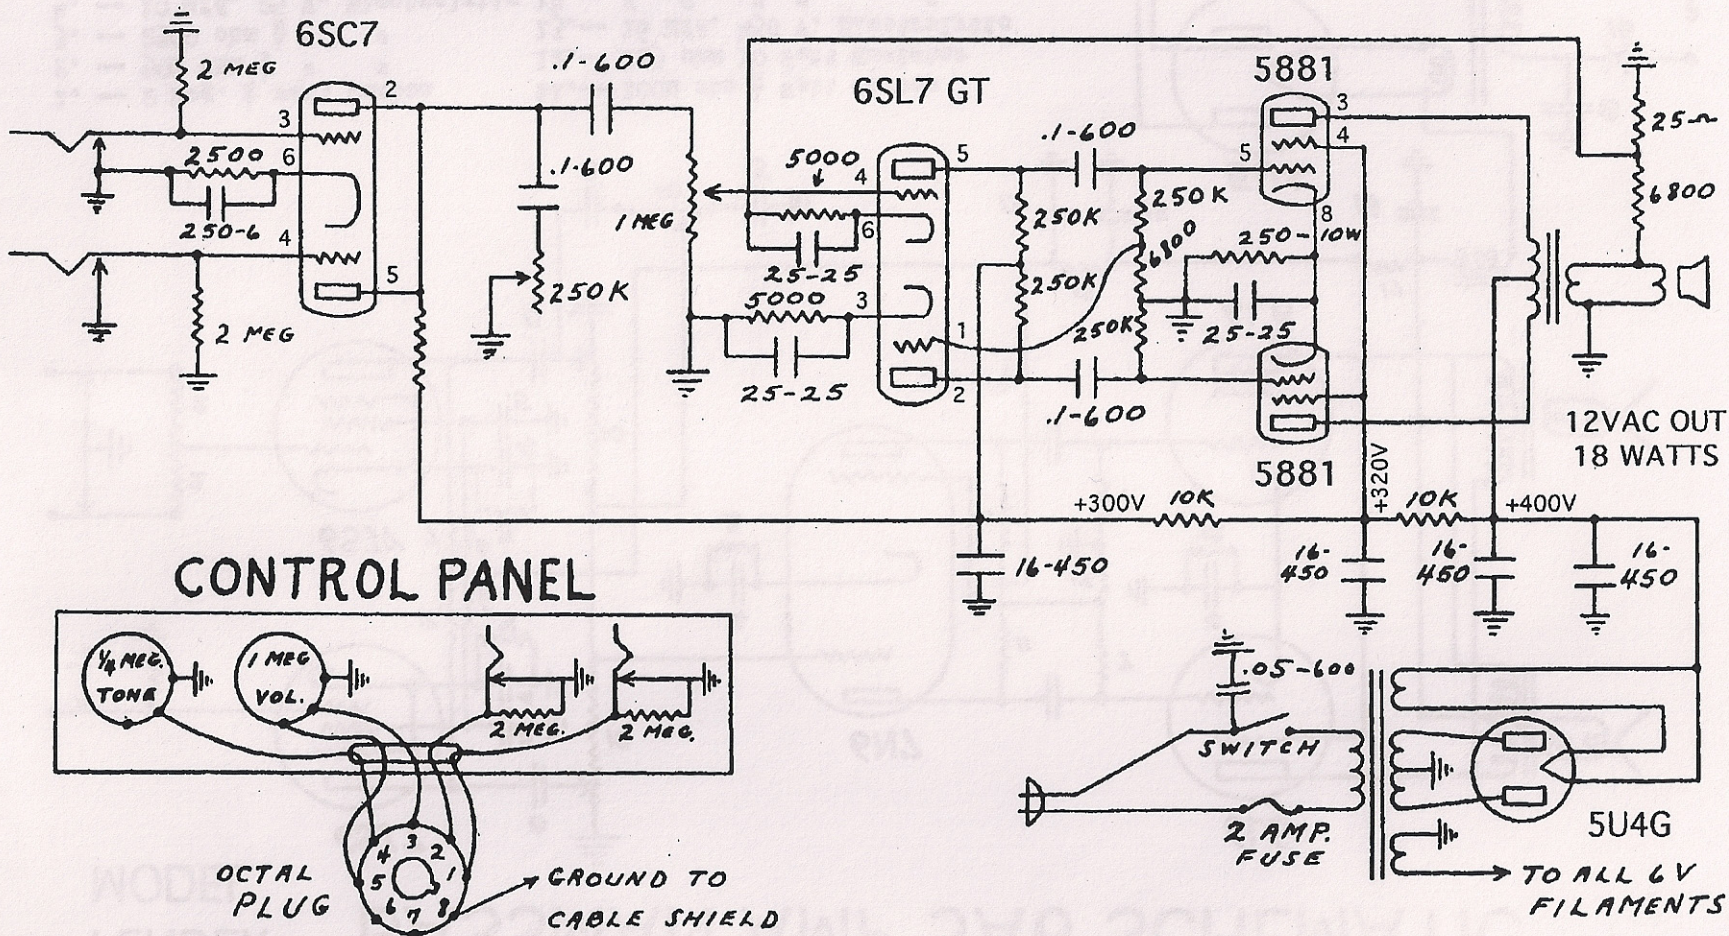 6SC7
2 MEG
2
3
2500
6
250-6
4
5
2 MEG
.1-600
.1-600
250K
1 MEG
6SL7 GT
5000
4
5
6
25-25
5000
3
1
25-25
2
.1-600
250K
250K
250K
6800
250K
.1-600
5881
3
4
5
8
250-10W
25-25
5881
25Ω
6800
12VAC OUT
18 WATTS
+300V
10K
+320V
10K
+400V
16-450
16-
450
16-
450
16-
450
CONTROL PANEL
1/4 MEG.
TONE
1 MEG
VOL.
2 MEG.
2 MEG.
OCTAL
PLUG
4
3
2
5
1
6
7
8
GROUND TO
CABLE SHIELD
.05-600
SWITCH
2 AMP.
FUSE
5U4G
TO ALL 6V
FILAMENTS